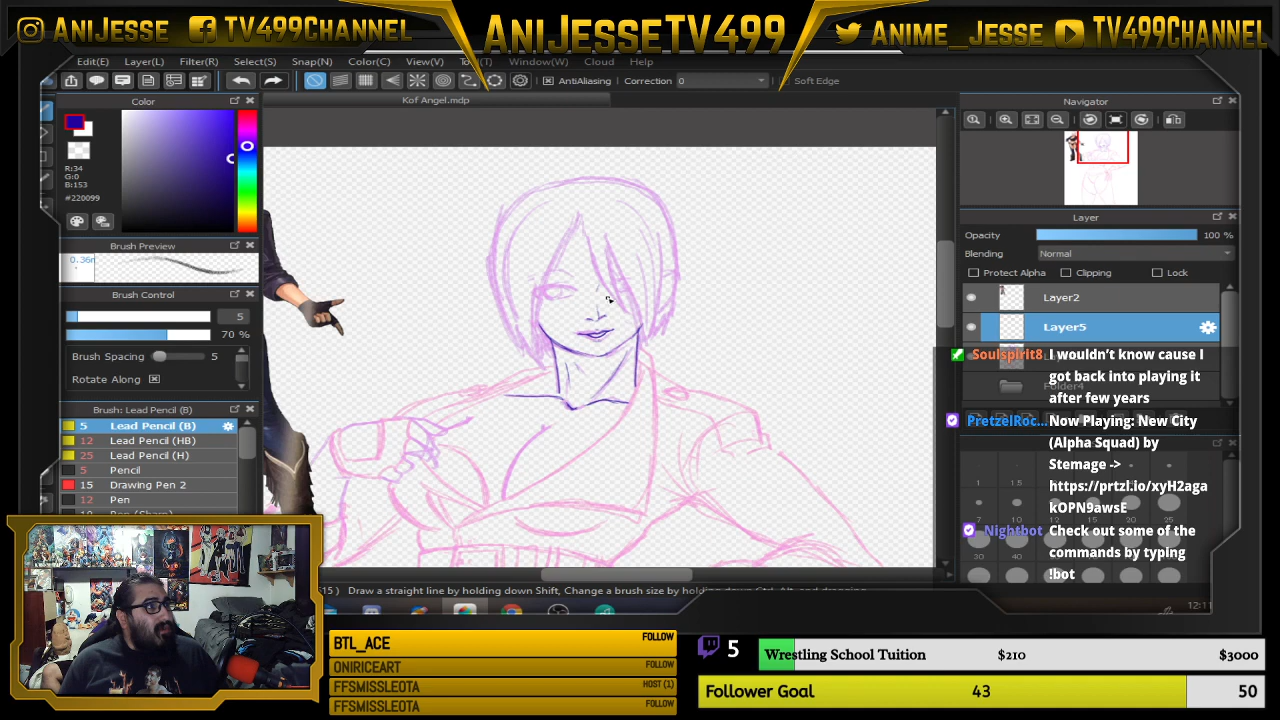 AniJesse
TV499Channel
AniJesseTV499
Anime_Jesse
TV499Channel
Edit(E)
Layer(L)
Filter(R)
Select(S)
Snap(N)
Color(C)
View(V)
Window(W)
Cloud
Help
AntiAliasing
Correction 0
Soft Edge
Color
Kof Angel.mdp
Navigator
R:34
G:0
B:153
#220099
Layer
Opacity
100 %
Blending
Normal
Protect Alpha
Clipping
Lock
Layer2
Layer5
Brush Preview
Brush Control
5
70 %
Brush Spacing
5
Rotate Along
Brush: Lead Pencil (B)
5 Lead Pencil (B)
12 Lead Pencil (HB)
25 Lead Pencil (H)
5 Pencil
15 Drawing Pen 2
12 Pen
Soulspirit8 I wouldn't know cause I
got back into playing it
after few years
PretzelRoc... Now Playing: New City
(Alpha Squad) by
Stemage ->
https://prtzl.io/xyH2aga
kOPN9awsE
Nightbot Check out some of the
commands by typing
!bot
Draw a straight line by holding down Shift, Change a brush size by
BTL_ACE
FOLLOW
ONIRICEART
FOLLOW
FFSMISSLEOTA
HOST (1)
FFSMISSLEOTA
FOLLOW
5
Wrestling School Tuition
$210
$3000
Follower Goal
43
50